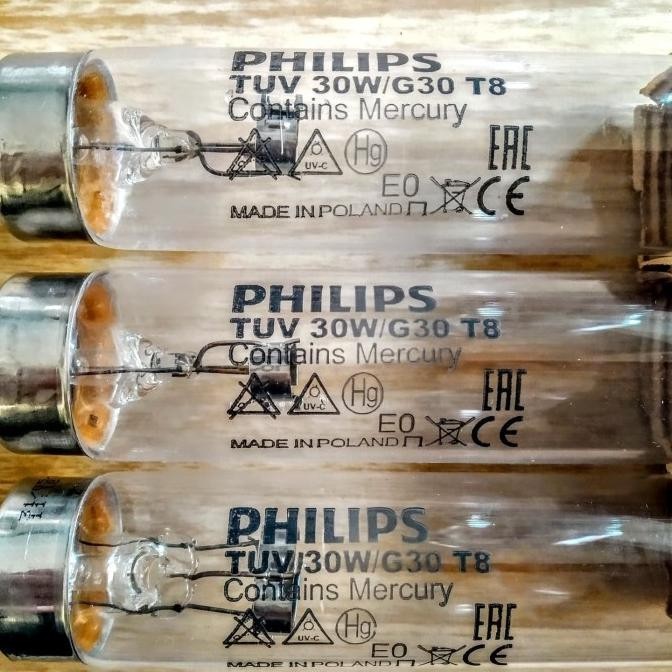 PHILIPS
TUV 30W/G30 T8
Contains Mercury
UV-C Hg EAC
E0 CE
MADE IN POLAND
PHILIPS
TUV 30W/G30 T8
Contains Mercury
UV-C Hg EAC
E0 CE
MADE IN POLAND
PHILIPS
TUV 30W/G30 T8
Contains Mercury
UV-C Hg EAC
E0 CE
MADE IN POLAND